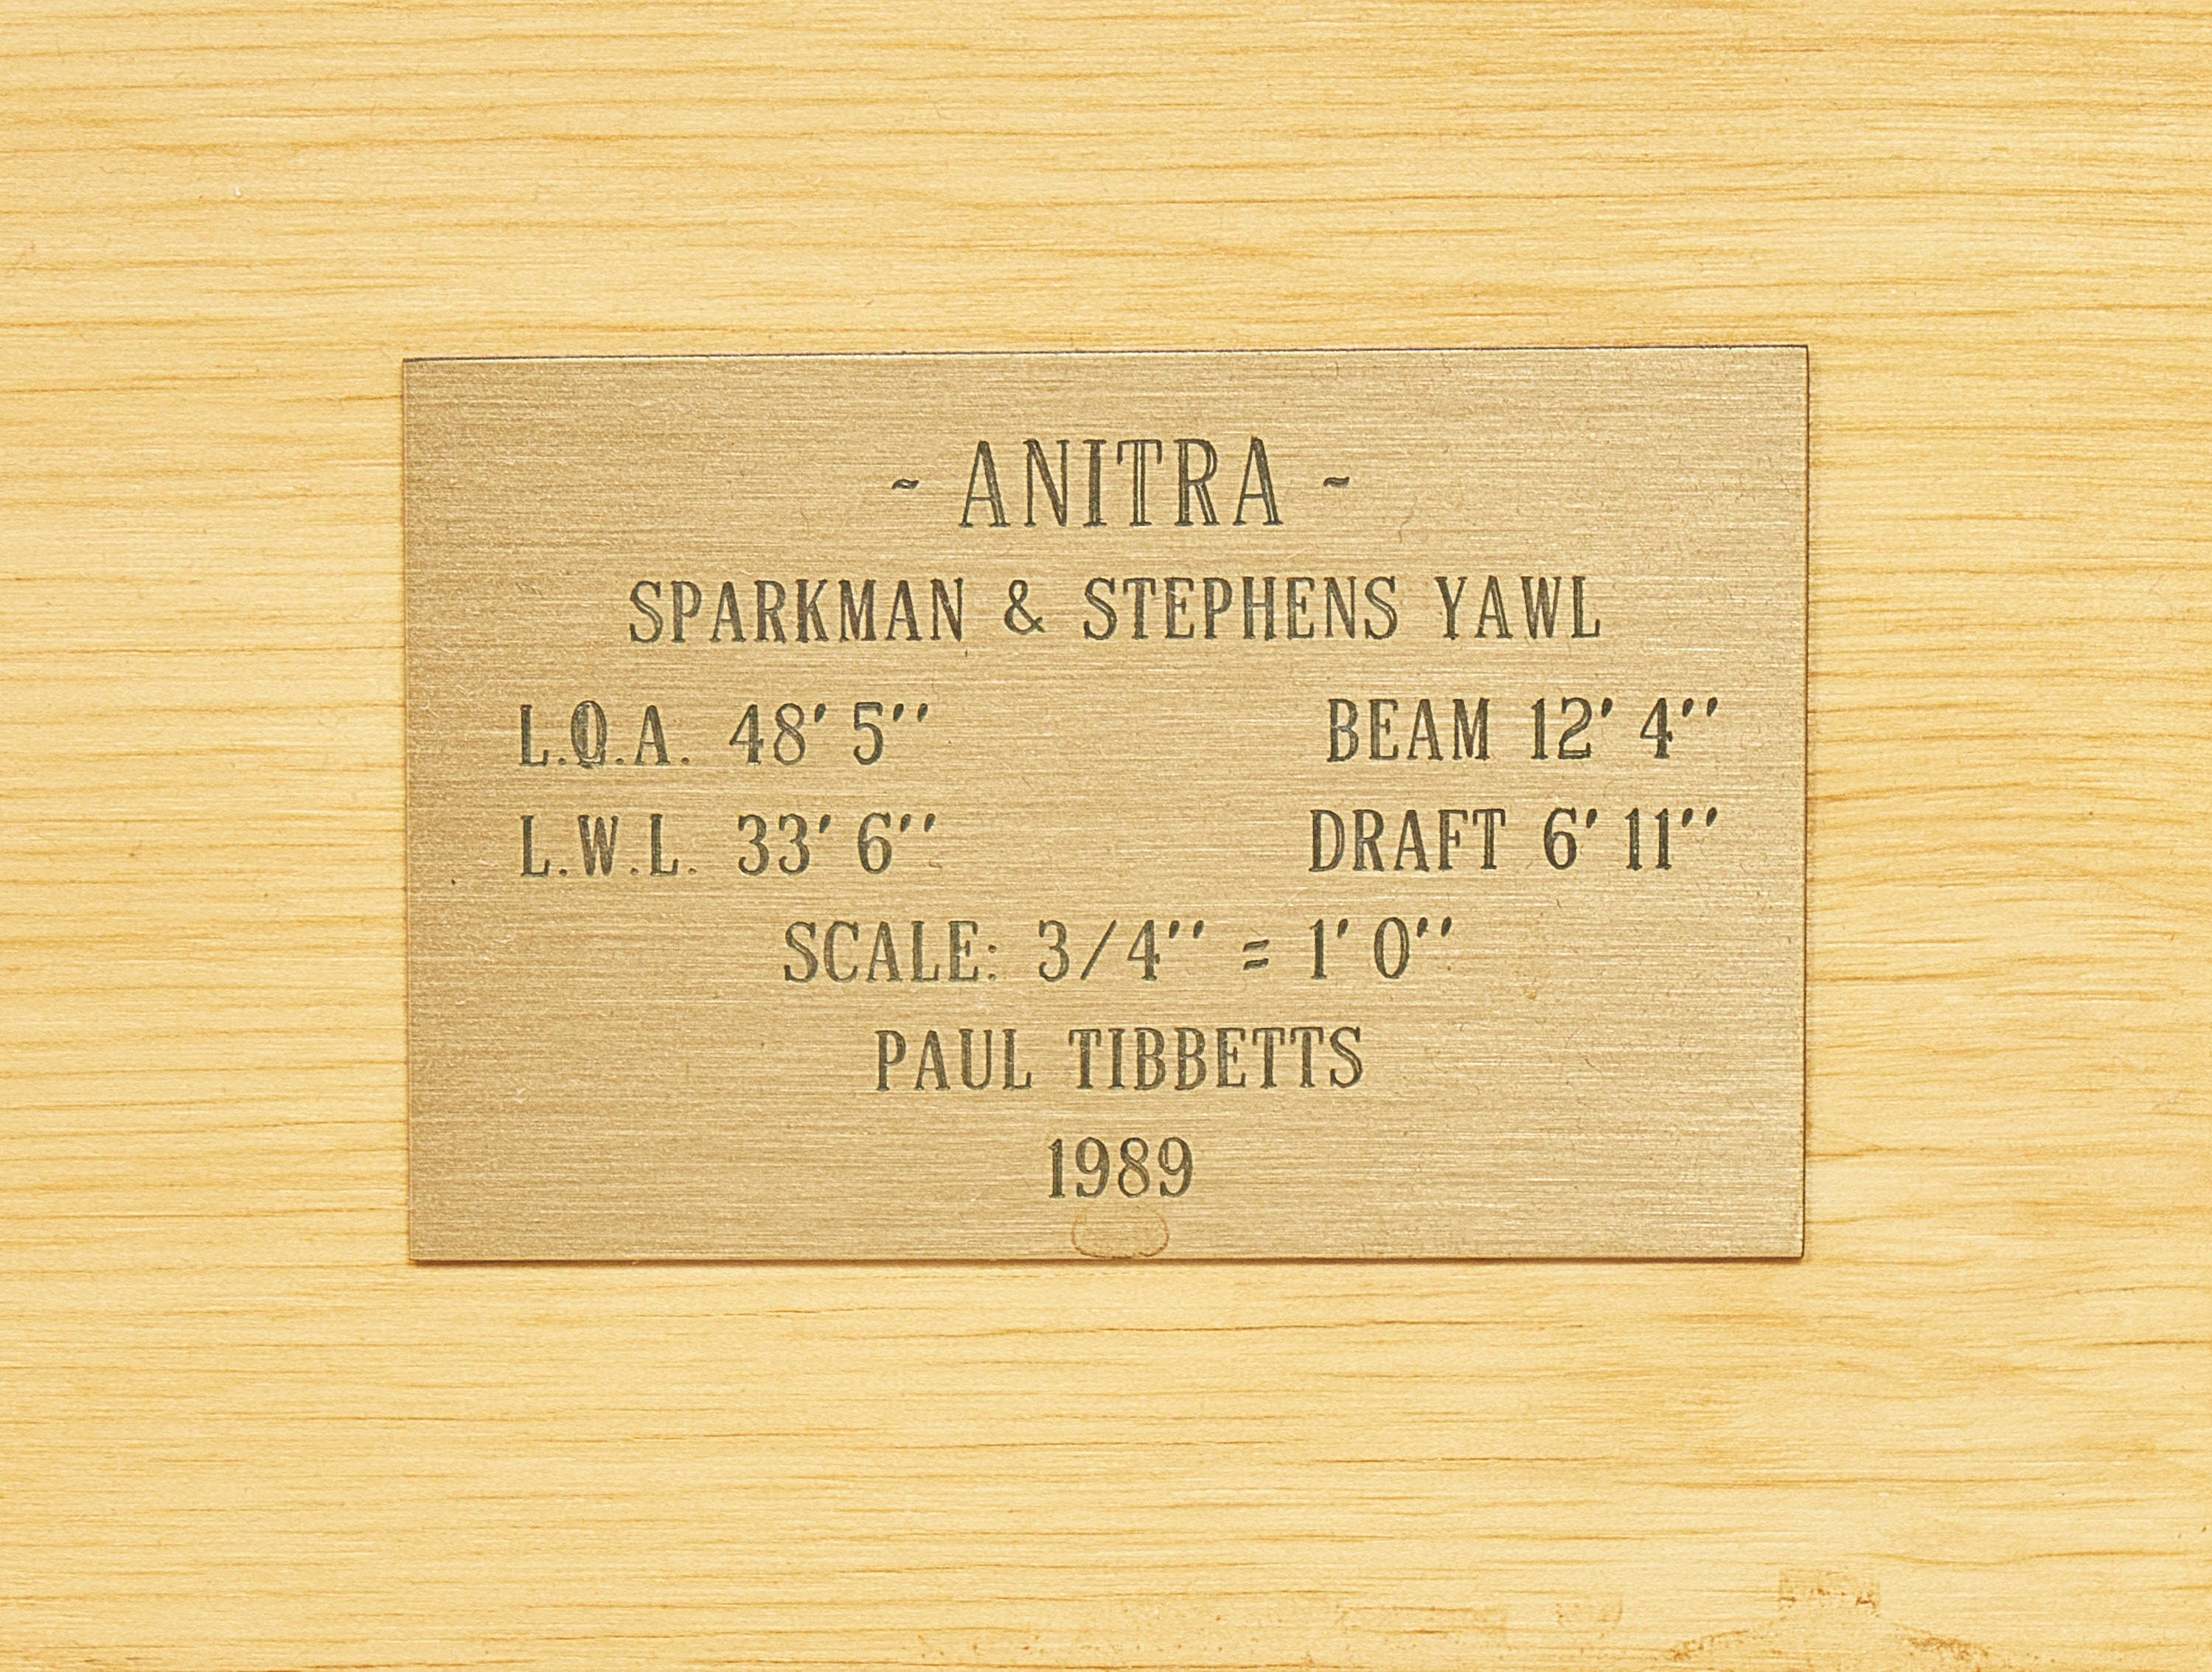 ~ ANITRA ~
SPARKMAN & STEPHENS YAWL
L.O.A. 48' 5'' BEAM 12' 4''
L.W.L. 33' 6'' DRAFT 6' 11''
SCALE: 3/4'' = 1' 0''
PAUL TIBBETTS
1989